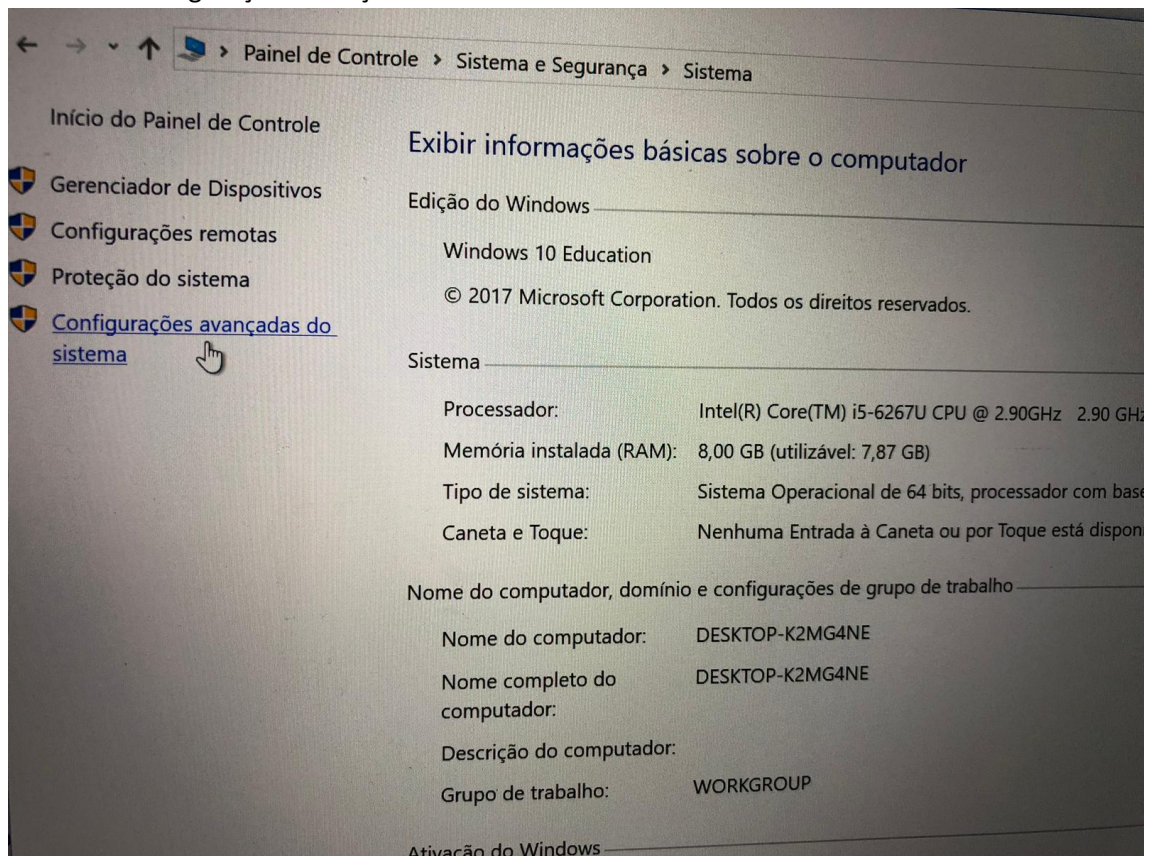 Painel de Controle > Sistema e Segurança > Sistema
Início do Painel de Controle
Gerenciador de Dispositivos
Configurações remotas
Proteção do sistema
Configurações avançadas do
sistema
Exibir informações básicas sobre o computador
Edição do Windows
Windows 10 Education
© 2017 Microsoft Corporation. Todos os direitos reservados.
Sistema
Processador: Intel(R) Core(TM) i5-6267U CPU @ 2.90GHz 2.90 GHz
Memória instalada (RAM): 8,00 GB (utilizável: 7,87 GB)
Tipo de sistema: Sistema Operacional de 64 bits, processador com base
Caneta e Toque: Nenhuma Entrada à Caneta ou por Toque está
Nome do computador, domínio e configurações de grupo de trabalho
Nome do computador: DESKTOP-K2MG4NE
Nome completo do DESKTOP-K2MG4NE
computador:
Descrição do computador:
Grupo de trabalho: WORKGROUP
Ativação do Windows